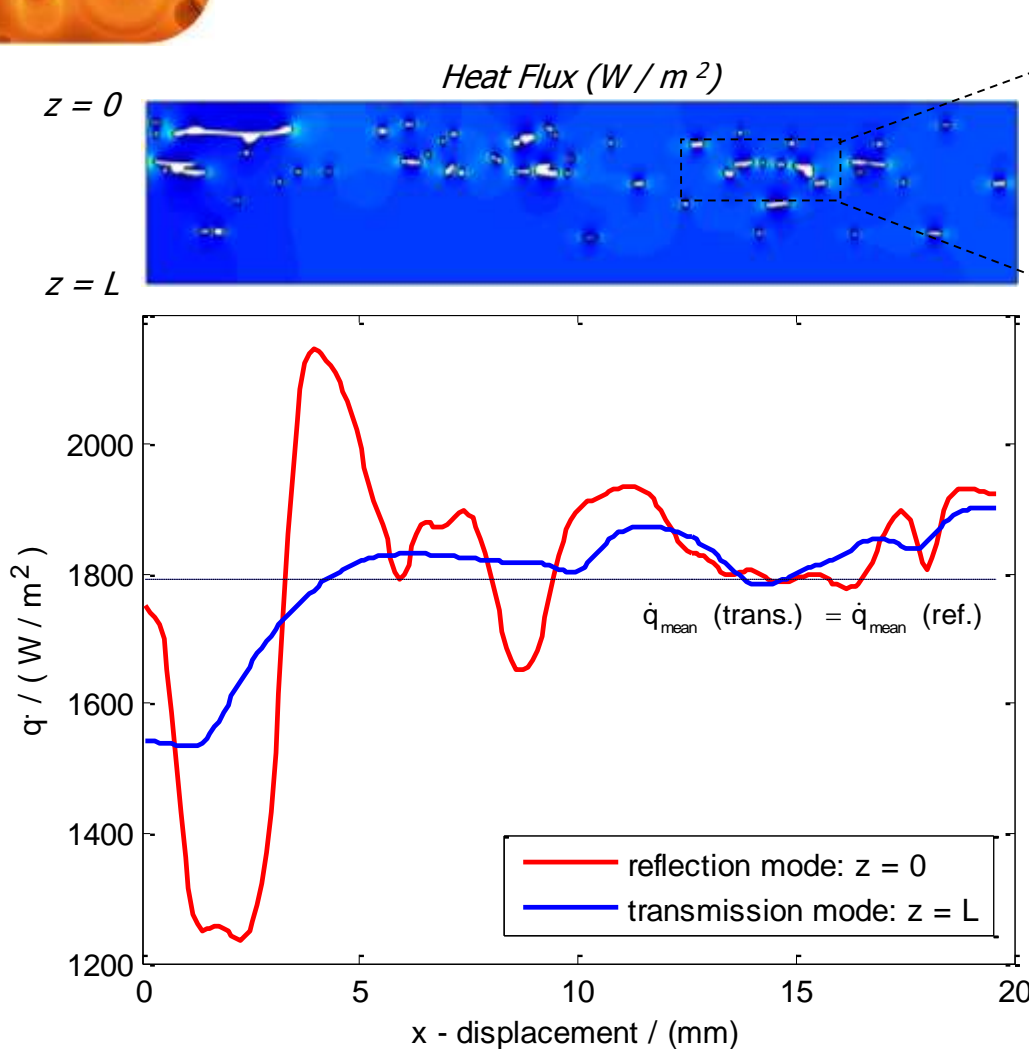 Heat Flux (W / m ²)
z = 0
z = L
2000
1800
1600
1400
1200
q̇ / ( W / m²)
q̇mean (trans.) = q̇mean (ref.)
reflection mode: z = 0
transmission mode: z = L
0 5 10 15 20
x - displacement / (mm)